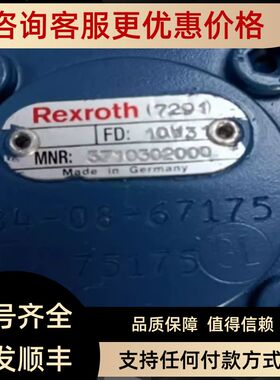 咨询客服更优惠价格
Rexroth (7291)
FD: 10W31
MNR: 5710302000
Made in Germany
84-08-67175
75175
号齐全
品质保障 值得信赖
发顺丰
支持任何付款方式